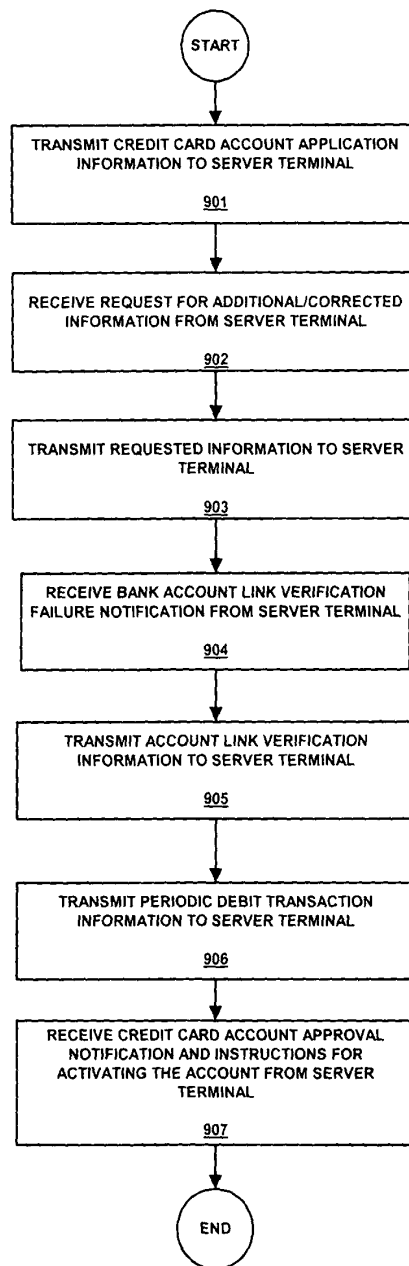 START
TRANSMIT CREDIT CARD ACCOUNT APPLICATION
INFORMATION TO SERVER TERMINAL
901
RECEIVE REQUEST FOR ADDITIONAL/CORRECTED
INFORMATION FROM SERVER TERMINAL
902
TRANSMIT REQUESTED INFORMATION TO SERVER
TERMINAL
903
RECEIVE BANK ACCOUNT LINK VERIFICATION
FAILURE NOTIFICATION FROM SERVER TERMINAL
904
TRANSMIT ACCOUNT LINK VERIFICATION
INFORMATION TO SERVER TERMINAL
905
TRANSMIT PERIODIC DEBIT TRANSACTION
INFORMATION TO SERVER TERMINAL
906
RECEIVE CREDIT CARD ACCOUNT APPROVAL
NOTIFICATION AND INSTRUCTIONS FOR
ACTIVATING THE ACCOUNT FROM SERVER
TERMINAL
907
END